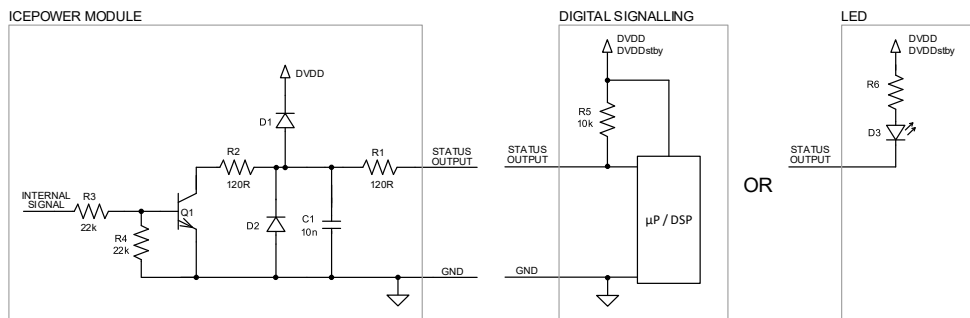 ICEPOWER MODULE
DVDD
D1
R2
120R
R1
120R
STATUS
OUTPUT
INTERNAL
SIGNAL
R3
22k
R4
22k
Q1
D2
C1
10n
GND
DIGITAL SIGNALLING
DVDD
DVDDstby
R5
10k
STATUS
OUTPUT
µP / DSP
GND
OR
LED
DVDD
DVDDstby
R6
D3
STATUS
OUTPUT